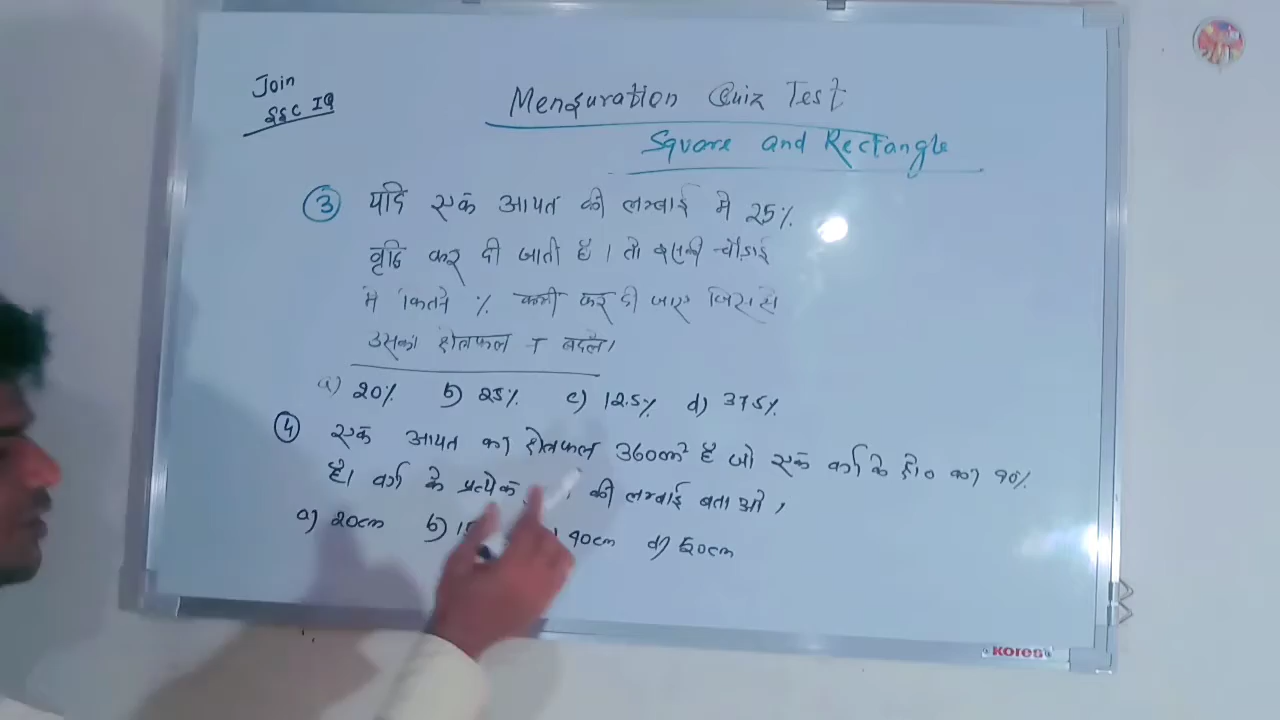 Join
SSC IQ
Mensuration Quiz Test
Square and Rectangle
③ यदि एक आयत की लम्बाई मे 25%
वृद्धि कर दी जाती है। तो इसकी चौड़ाई
मे कितने % कमी कर दी जाए जिससे
उसका क्षेत्रफल न बदले।
a) 20% b) 25% c) 12.5% d) 37.5%
④ एक आयत का क्षेत्रफल 360cm² है जो एक वर्ग के क्षे० का 90%
है। वर्ग के प्रत्येक की लम्बाई बताओ,
a) 20cm b) 40cm d) 50cm
Kores